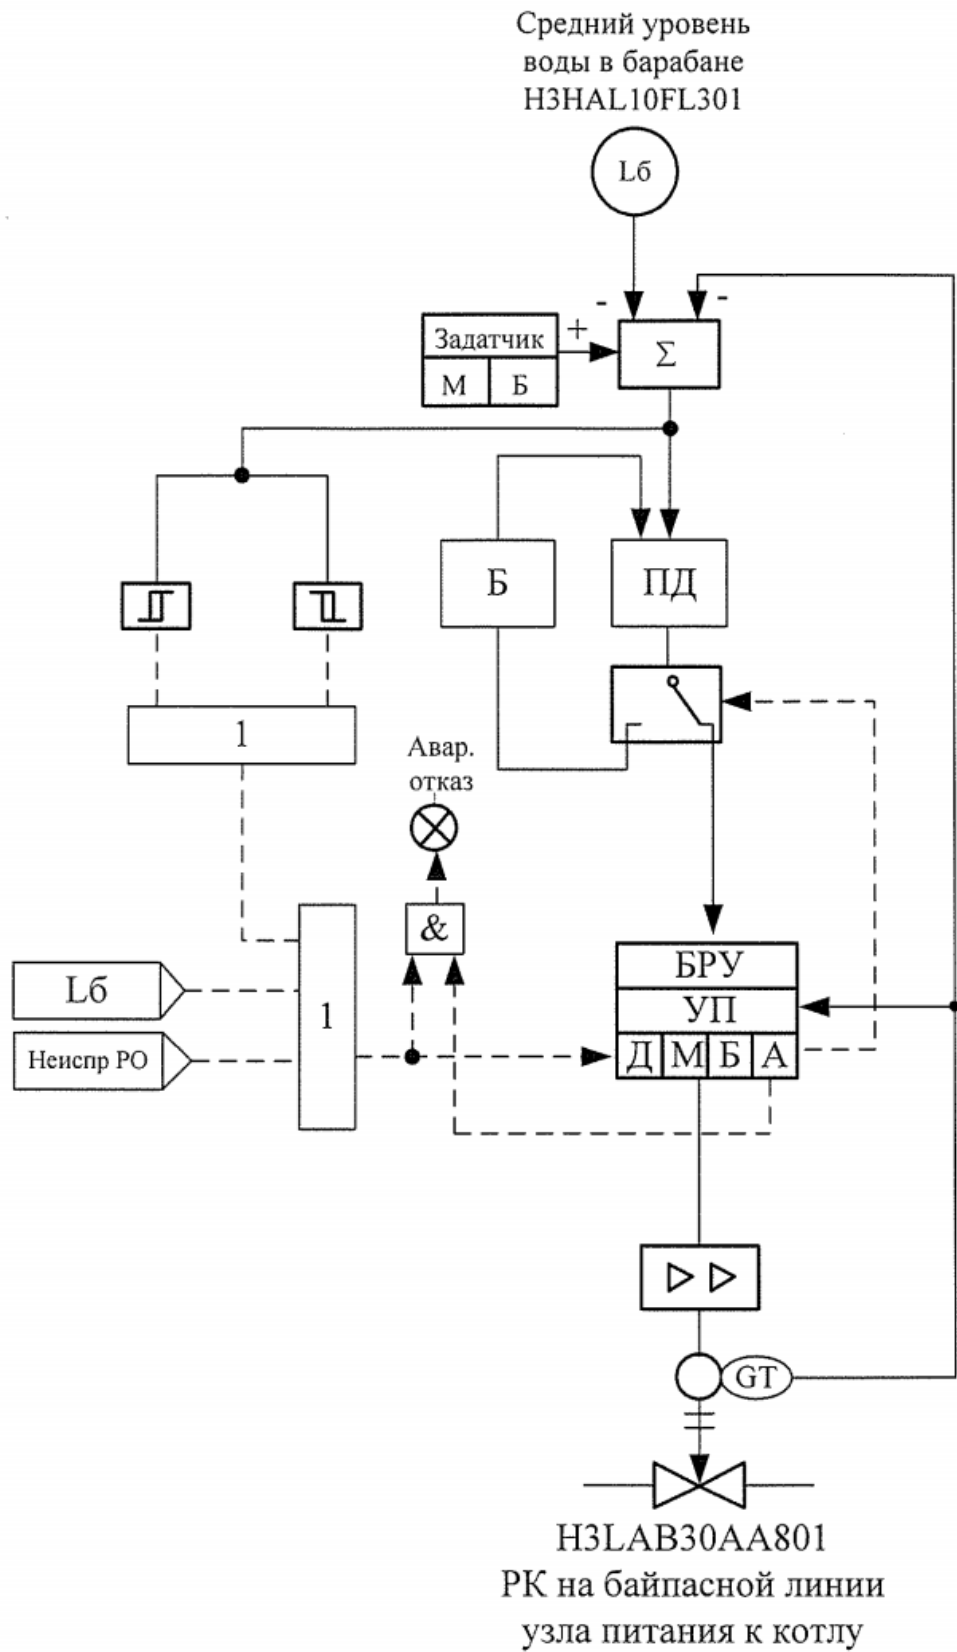 Средний уровень
воды в барабане
H3HAL10FL301
Lб
- -
Задатчик + Σ
М Б
Б ПД
1
Авар.
отказ
&
БРУ
Lб
УП
1
Неиспр РО
Д М Б А
GT
H3LAB30AA801
РК на байпасной линии
узла питания к котлу